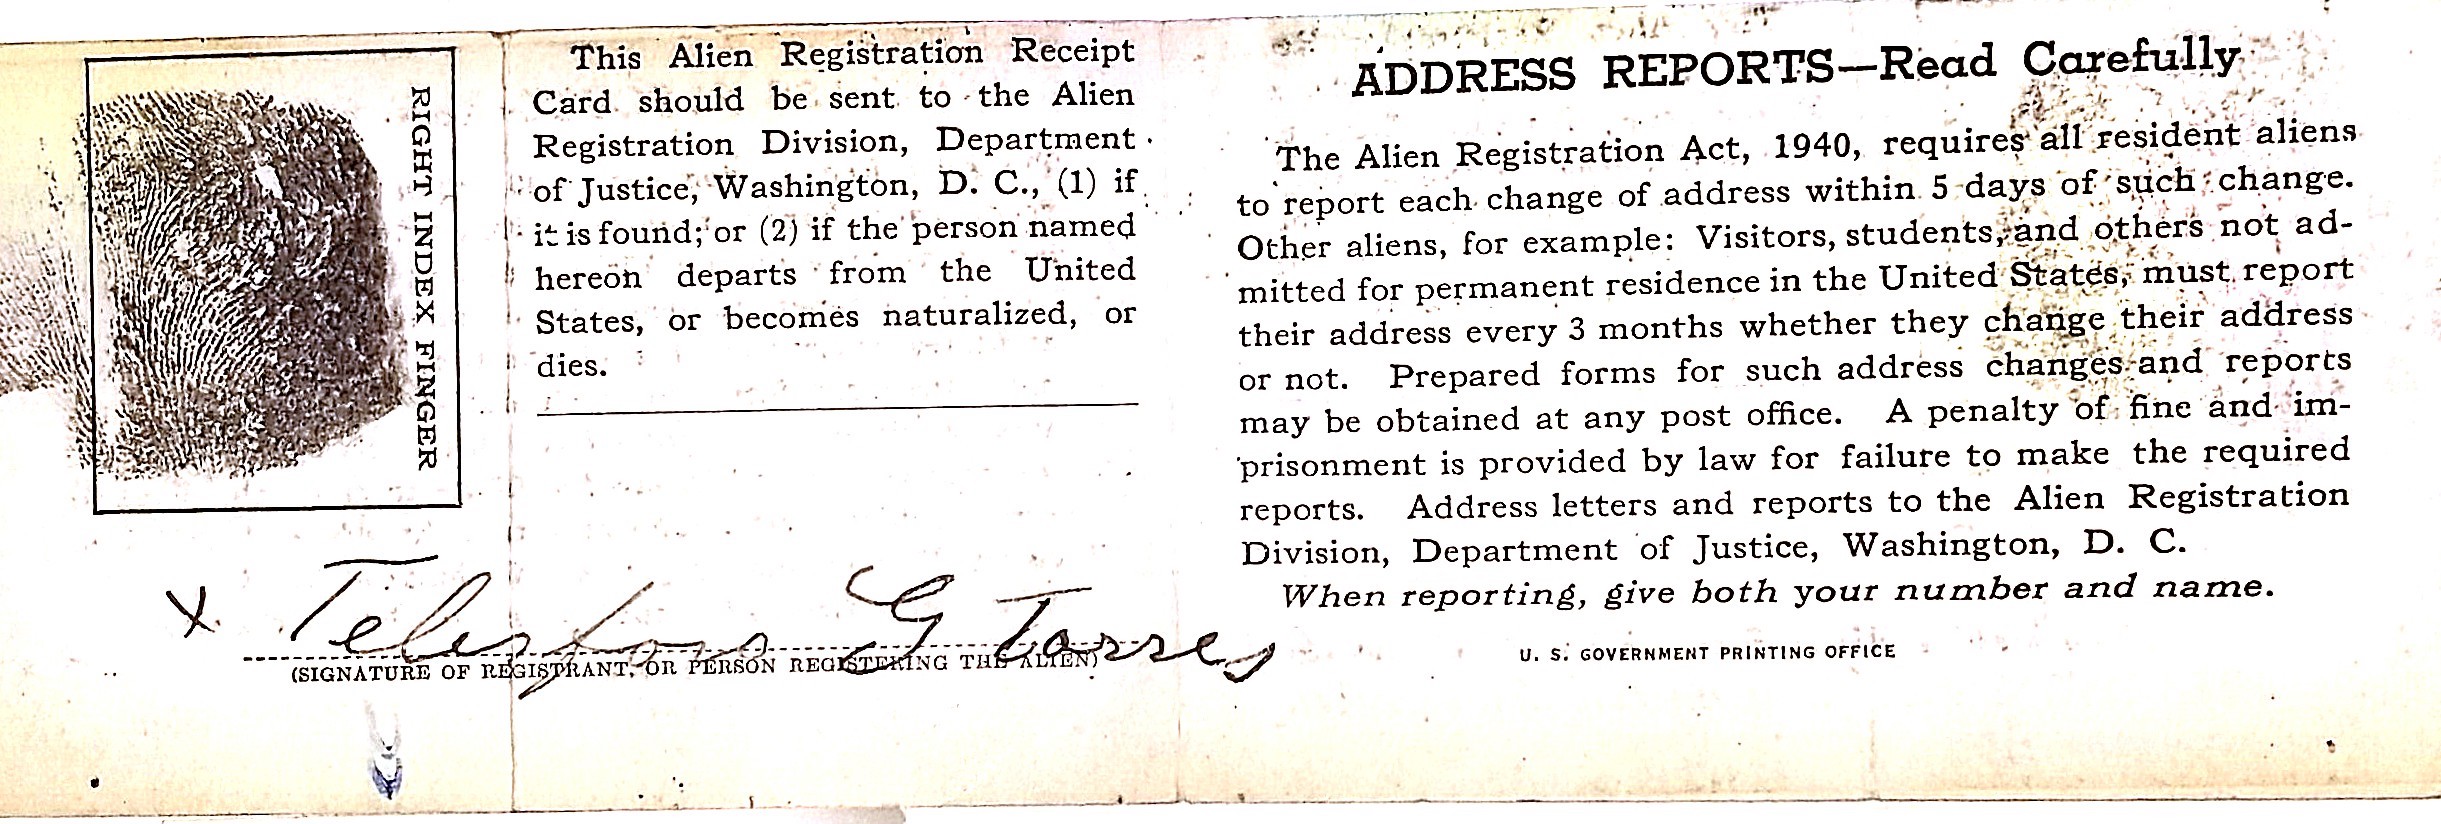 RIGHT INDEX FINGER
This Alien Registration Receipt
Card should be sent to the Alien
Registration Division, Department
of Justice, Washington, D. C., (1) if
it is found; or (2) if the person named
hereon departs from the United
States, or becomes naturalized, or
dies.
x Telesforo G Torres
(SIGNATURE OF REGISTRANT, OR PERSON REGISTERING THE ALIEN)
ADDRESS REPORTS—Read Carefully
The Alien Registration Act, 1940, requires all resident aliens
to report each change of address within 5 days of such change.
Other aliens, for example: Visitors, students, and others not ad-
mitted for permanent residence in the United States, must report
their address every 3 months whether they change their address
or not. Prepared forms for such address changes and reports
may be obtained at any post office. A penalty of fine and im-
prisonment is provided by law for failure to make the required
reports. Address letters and reports to the Alien Registration
Division, Department of Justice, Washington, D. C.
When reporting, give both your number and name.
U. S. GOVERNMENT PRINTING OFFICE